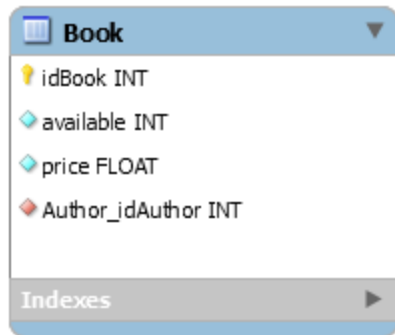 Book
idBook INT
available INT
price FLOAT
Author_idAuthor INT
Indexes